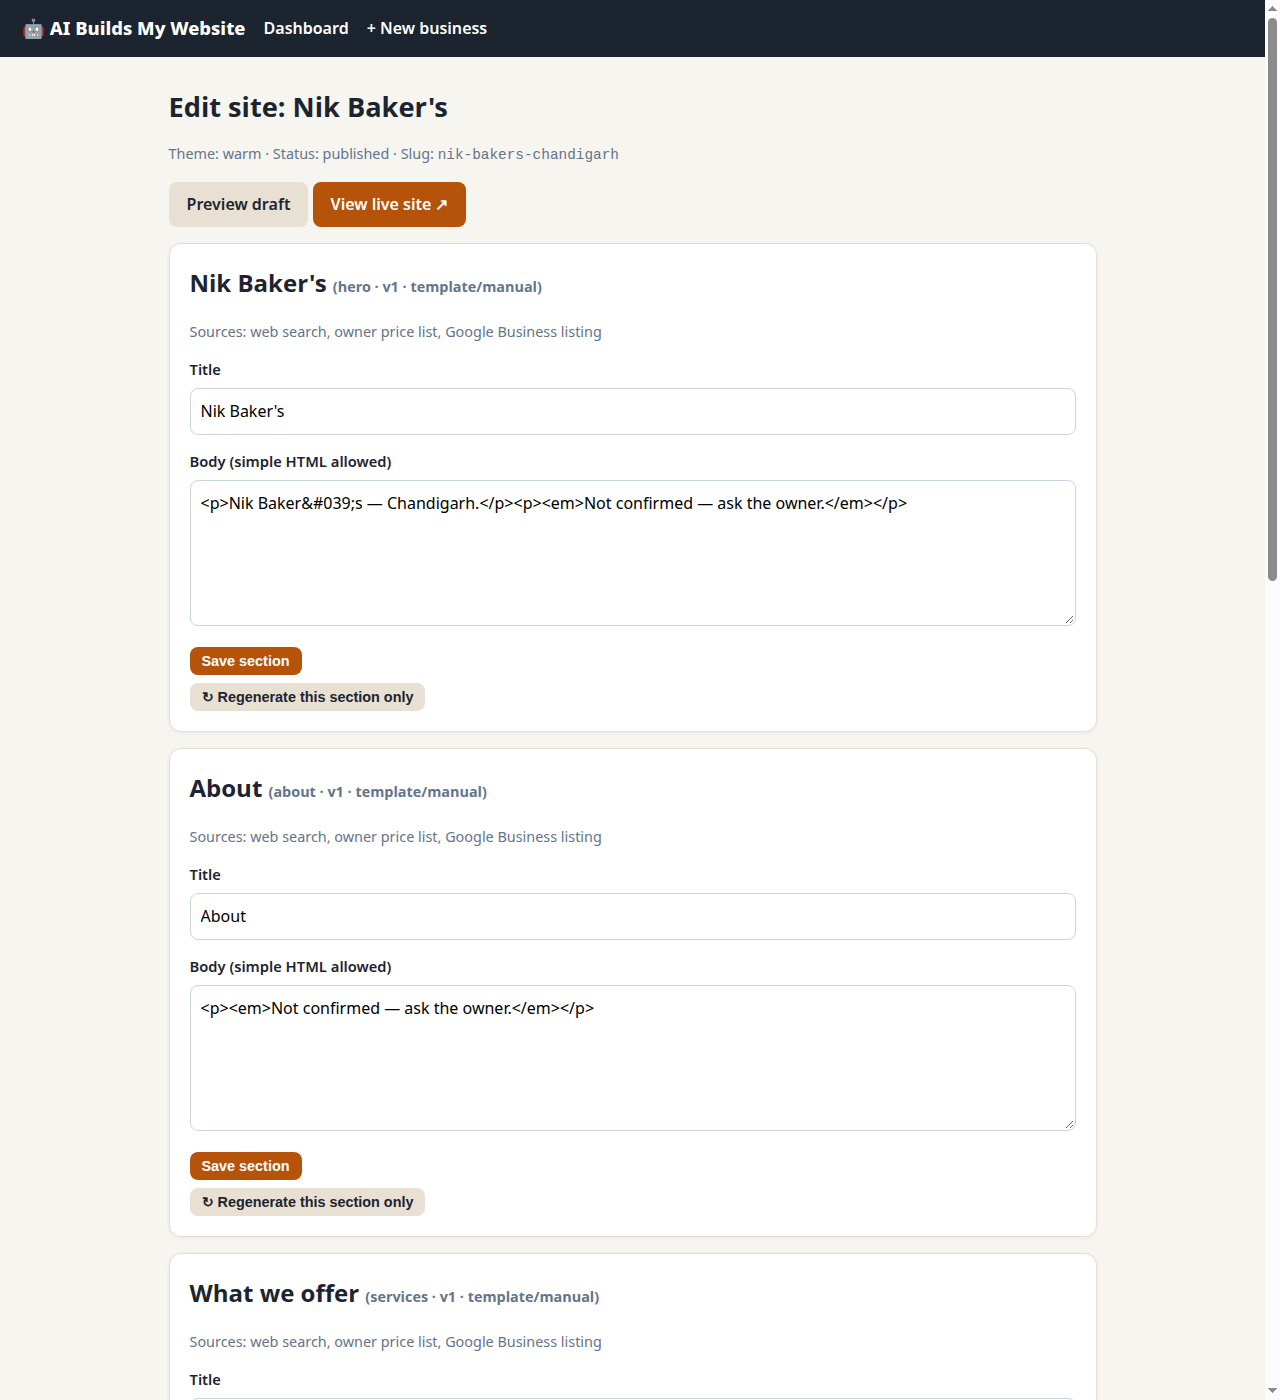 🤖 AI Builds My Website Dashboard + New business
Edit site: Nik Baker's
Theme: warm · Status: published · Slug: nik-bakers-chandigarh
Preview draft View live site ↗
Nik Baker's (hero · v1 · template/manual)
Sources: web search, owner price list, Google Business listing
Title
Nik Baker's
Body (simple HTML allowed)
<p>Nik Baker&#039;s — Chandigarh.</p><p><em>Not confirmed — ask the owner.</em></p>
Save section
↻ Regenerate this section only
About (about · v1 · template/manual)
Sources: web search, owner price list, Google Business listing
Title
About
Body (simple HTML allowed)
<p><em>Not confirmed — ask the owner.</em></p>
Save section
↻ Regenerate this section only
What we offer (services · v1 · template/manual)
Sources: web search, owner price list, Google Business listing
Title